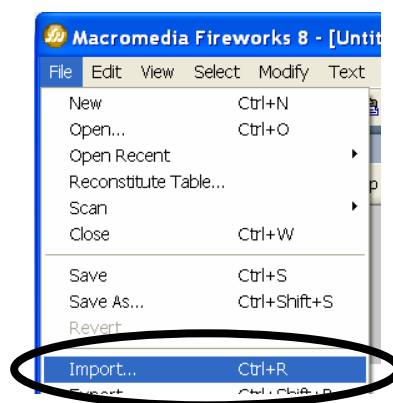 Macromedia Fireworks 8 - [Untit
File Edit View Select Modify Text
New Ctrl+N
Open... Ctrl+O
Open Recent
Reconstitute Table...
Scan
Close Ctrl+W
Save Ctrl+S
Save As... Ctrl+Shift+S
Revert
Import... Ctrl+R